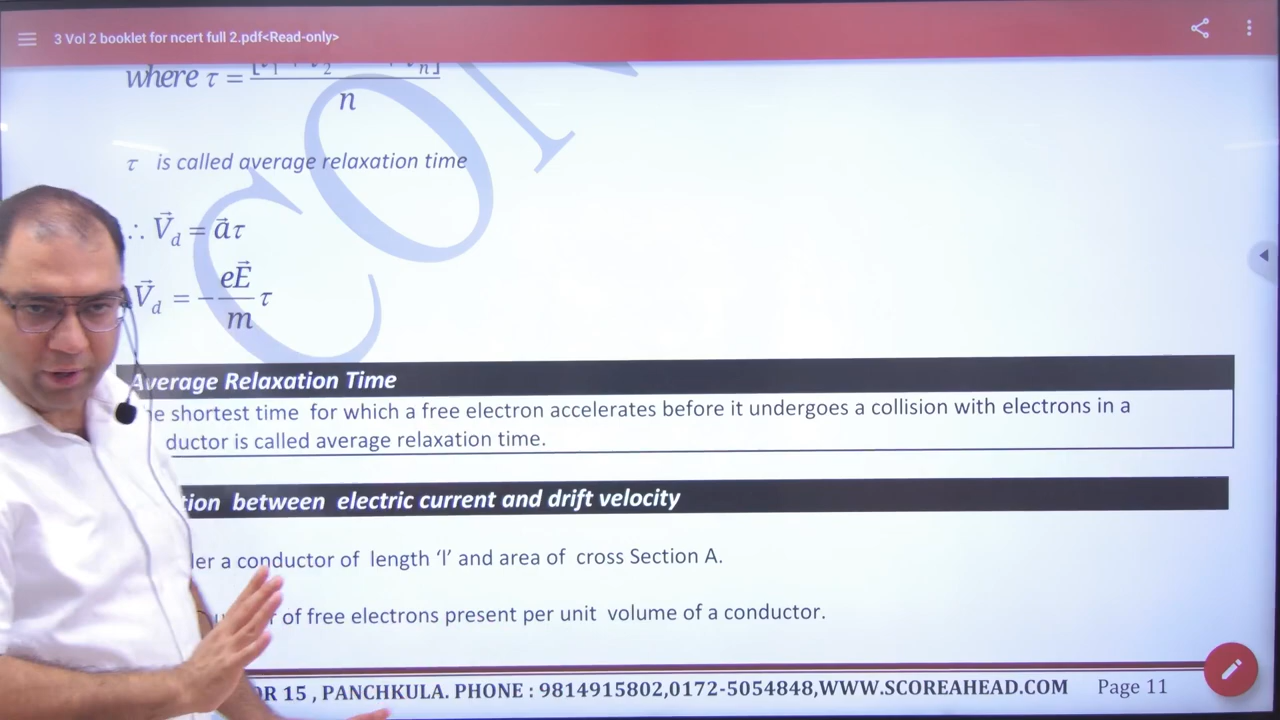 3 Vol 2 booklet for ncert full 2.pdf<Read-only>
where τ =
n
τ is called average relaxation time
∴ V⃗d = a⃗τ
V⃗d = − eE⃗/m τ
Average Relaxation Time
shortest time for which a free electron accelerates before it undergoes a collision with electrons in a
ductor is called average relaxation time.
tion between electric current and drift velocity
er a conductor of length 'l' and area of cross Section A.
of free electrons present per unit volume of a conductor.
R 15 , PANCHKULA. PHONE : 9814915802,0172-5054848,WWW.SCOREAHEAD.COM Page 11